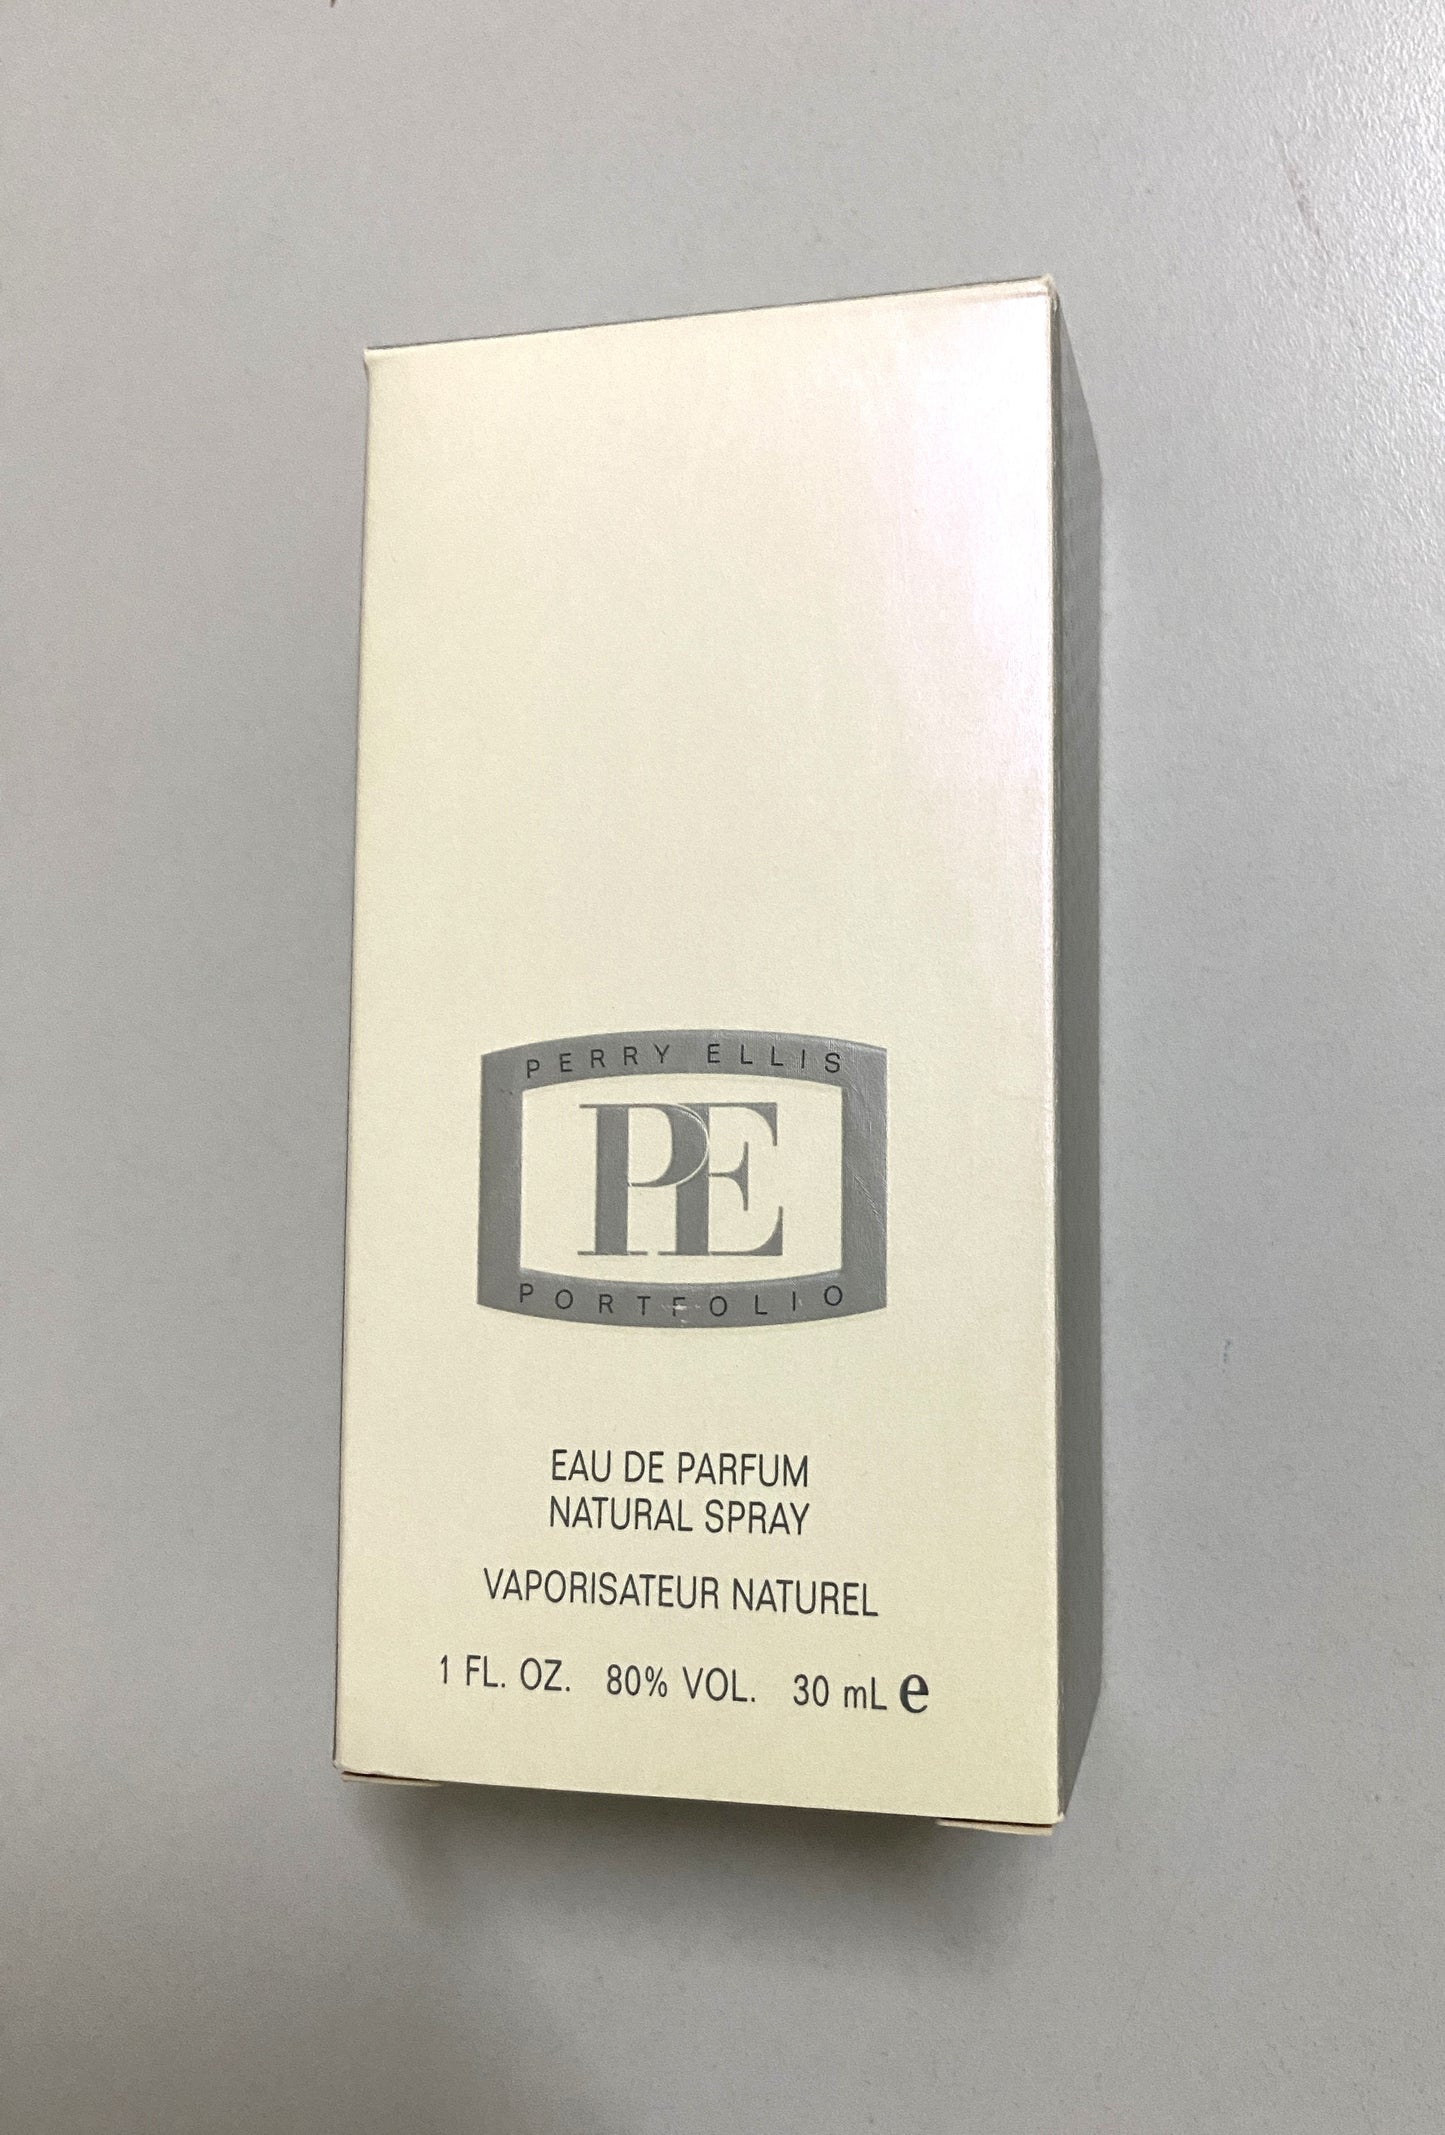 PERRY ELLIS
PE
PORTFOLIO
EAU DE PARFUM
NATURAL SPRAY
VAPORISATEUR NATUREL
1 FL. OZ. 80% VOL. 30 mL e